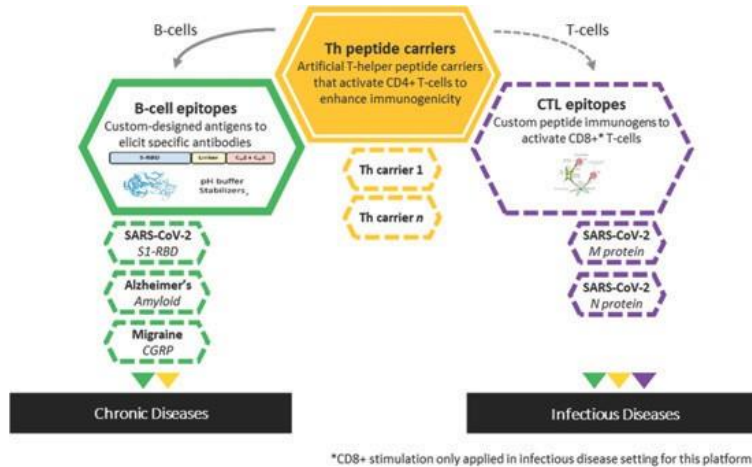 B-cells
T-cells
Th peptide carriers
Artificial T-helper peptide carriers
that activate CD4+ T-cells to
enhance immunogenicity
B-cell epitopes
Custom-designed antigens to
elicit specific antibodies
S-RBD
Linker
pH buffer
Stabilizers,
CTL epitopes
Custom peptide immunogens to
activate CD8+* T-cells
Th carrier 1
Th carrier n
SARS-CoV-2
S1-RBD
Alzheimer's
Amyloid
Migraine
CGRP
SARS-CoV-2
M protein
SARS-CoV-2
N protein
Chronic Diseases
Infectious Diseases
*CD8+ stimulation only applied in infectious disease setting for this platform